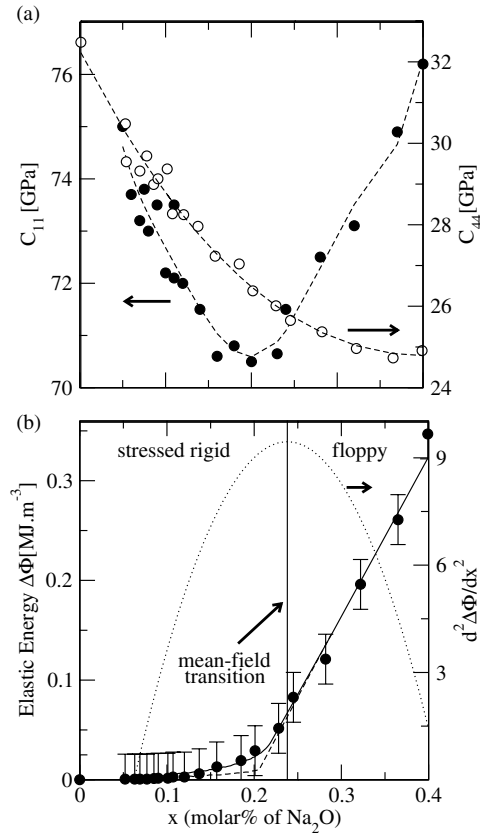 (a)
76
74
72
70
C₁₁ [GPa]
32
30
28
26
24
C₄₄ [GPa]
(b)
stressed rigid
floppy
0.3
0.2
0.1
0
Elastic Energy ΔΦ[MJ.m⁻³]
9
6
3
d²ΔΦ/dx²
mean-field
transition
0 0.1 0.2 0.3 0.4
x (molar% of Na₂O)